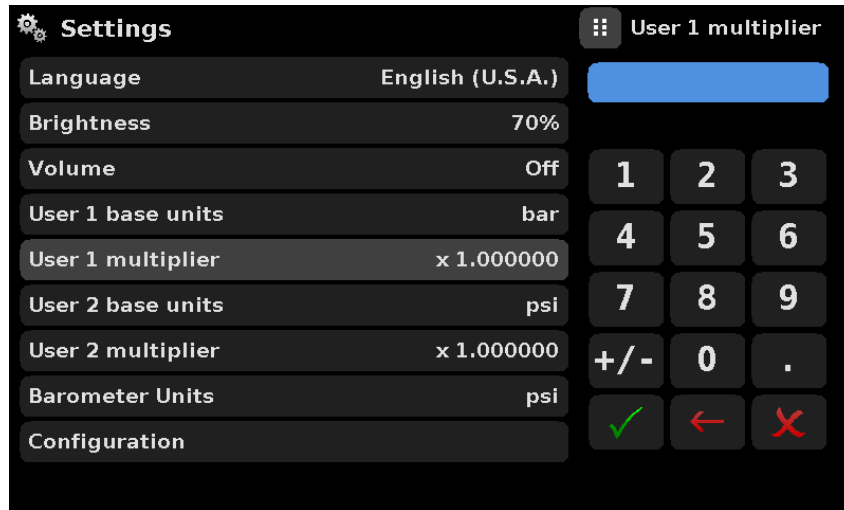 Settings
Language English (U.S.A.)
Brightness 70%
Volume Off
User 1 base units bar
User 1 multiplier x 1.000000
User 2 base units psi
User 2 multiplier x 1.000000
Barometer Units psi
Configuration
User 1 multiplier
1 2 3
4 5 6
7 8 9
+/- 0 .